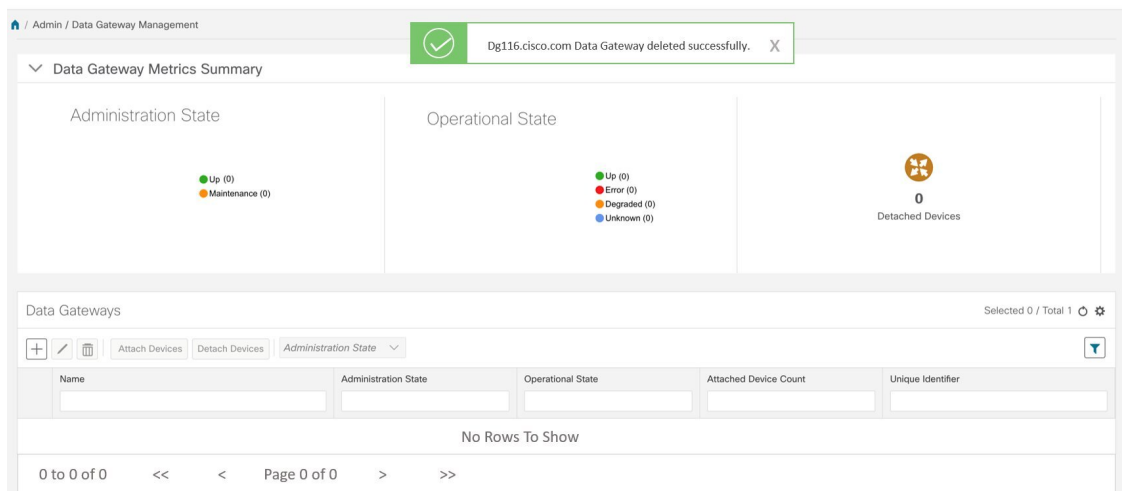 / Admin / Data Gateway Management
Dg116.cisco.com Data Gateway deleted successfully. X
Data Gateway Metrics Summary
Administration State
Up (0)
Maintenance (0)
Operational State
Up (0)
Error (0)
Degraded (0)
Unknown (0)
0
Detached Devices
Data Gateways
Selected 0 / Total 1
Attach Devices Detach Devices Administration State
Name Administration State Operational State Attached Device Count Unique Identifier
No Rows To Show
0 to 0 of 0 << < Page 0 of 0 > >>